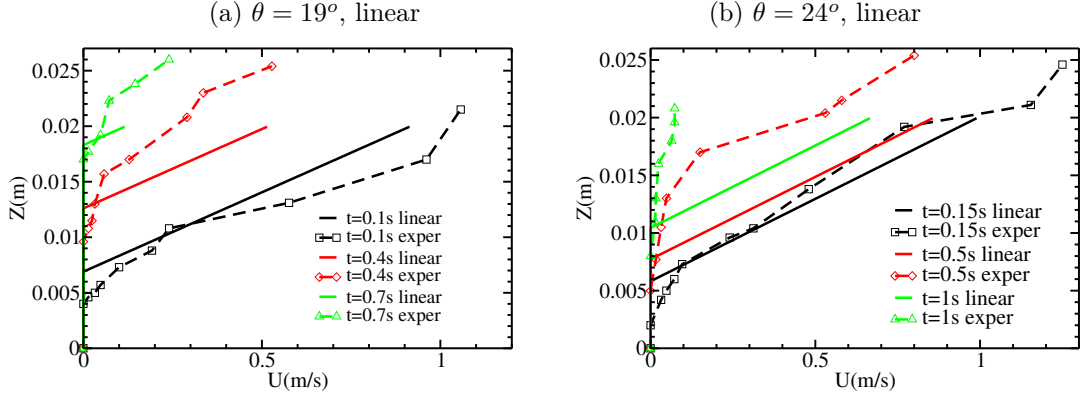 (a) θ = 19°, linear
0.025
0.02
0.015
0.01
0.005
0
Z(m)
0
0.5
1
U(m/s)
t=0.1s linear
t=0.1s exper
t=0.4s linear
t=0.4s exper
t=0.7s linear
t=0.7s exper
(b) θ = 24°, linear
0.025
0.02
0.015
0.01
0.005
0
Z(m)
0
0.5
1
U(m/s)
t=0.15s linear
t=0.15s exper
t=0.5s linear
t=0.5s exper
t=1s linear
t=1s exper